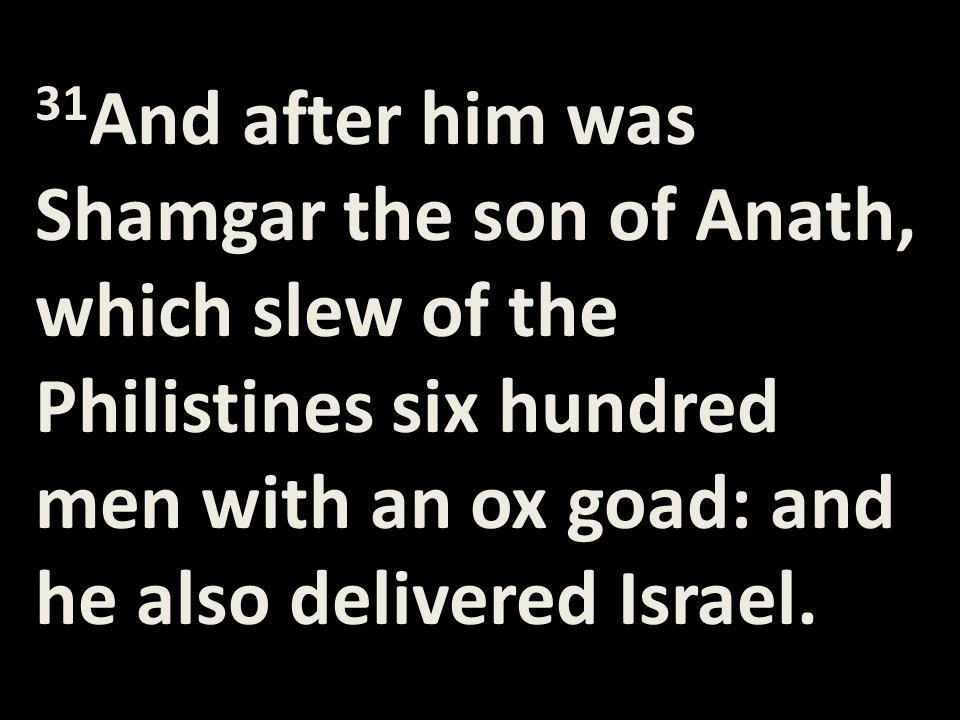 31And after him was
Shamgar the son of Anath,
which slew of the
Philistines six hundred
men with an ox goad: and
he also delivered Israel.